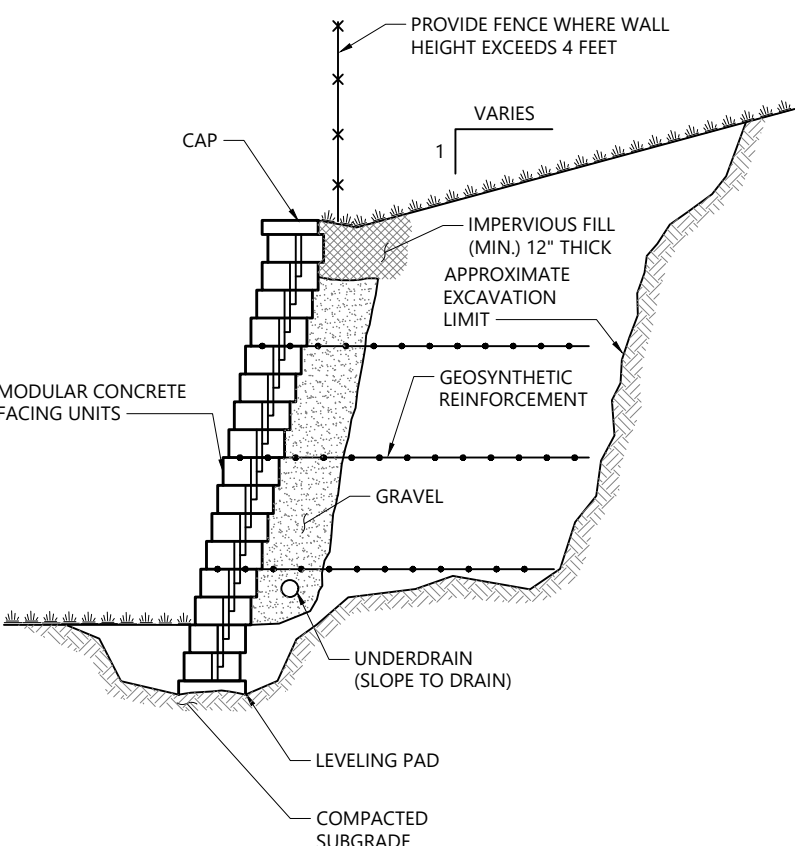 PROVIDE FENCE WHERE WALL
HEIGHT EXCEEDS 4 FEET
VARIES
1
CAP
IMPERVIOUS FILL
(MIN.) 12" THICK
APPROXIMATE
EXCAVATION
LIMIT
MODULAR CONCRETE
FACING UNITS
GEOSYNTHETIC
REINFORCEMENT
GRAVEL
UNDERDRAIN
(SLOPE TO DRAIN)
LEVELING PAD
COMPACTED
SUBGRADE